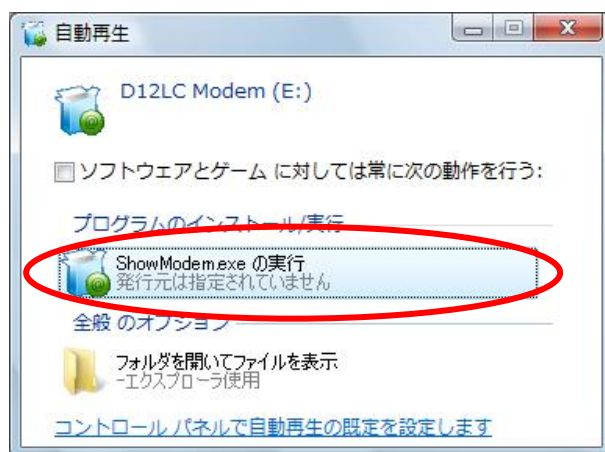 自動再生
D12LC Modem (E:)
ソフトウェアとゲーム に対しては常に次の動作を行う:
プログラムのインストール/実行
ShowModem.exe の実行
発行元は指定されていません
全般 のオプション
フォルダを開いてファイルを表示
-エクスプローラ使用
コントロール パネルで自動再生の既定を設定します